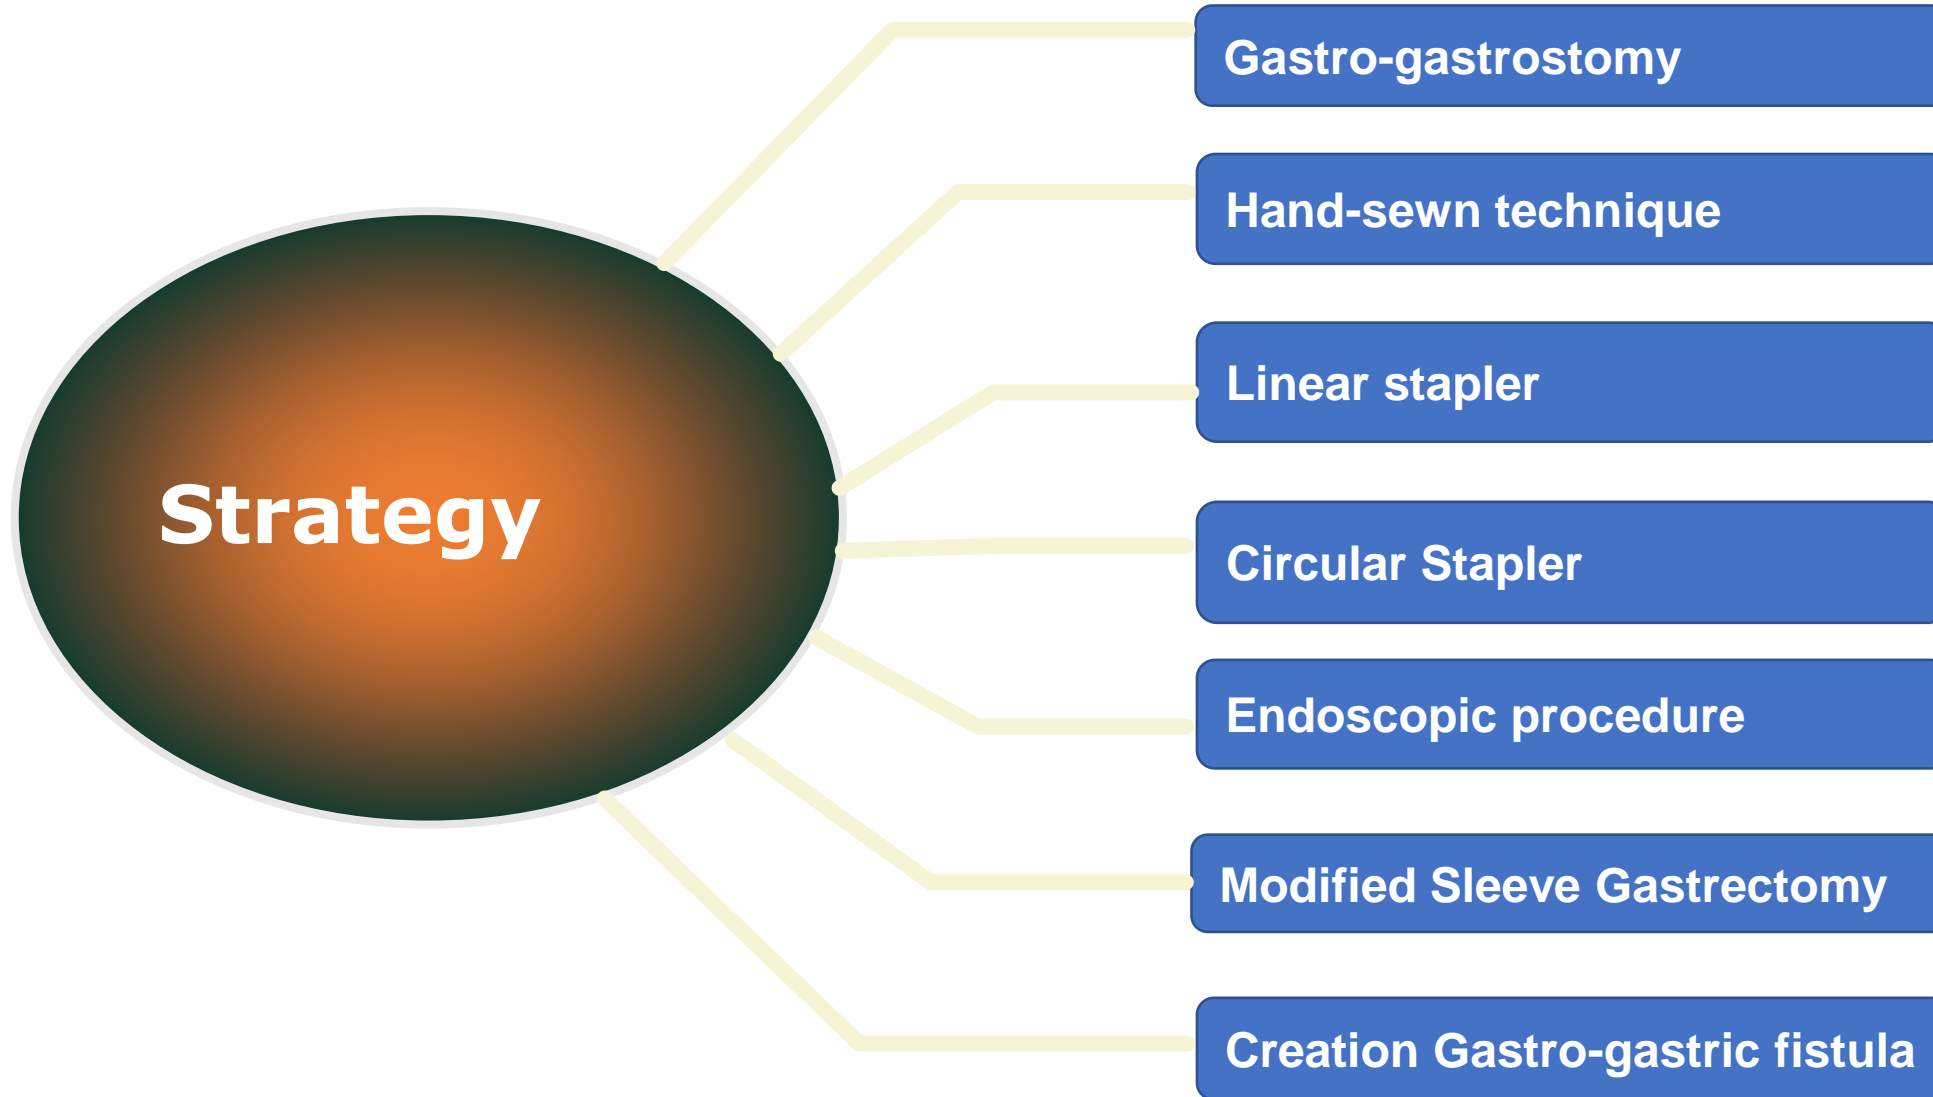 Strategy
Gastro-gastrostomy
Hand-sewn technique
Linear stapler
Circular Stapler
Endoscopic procedure
Modified Sleeve Gastrectomy
Creation Gastro-gastric fistula